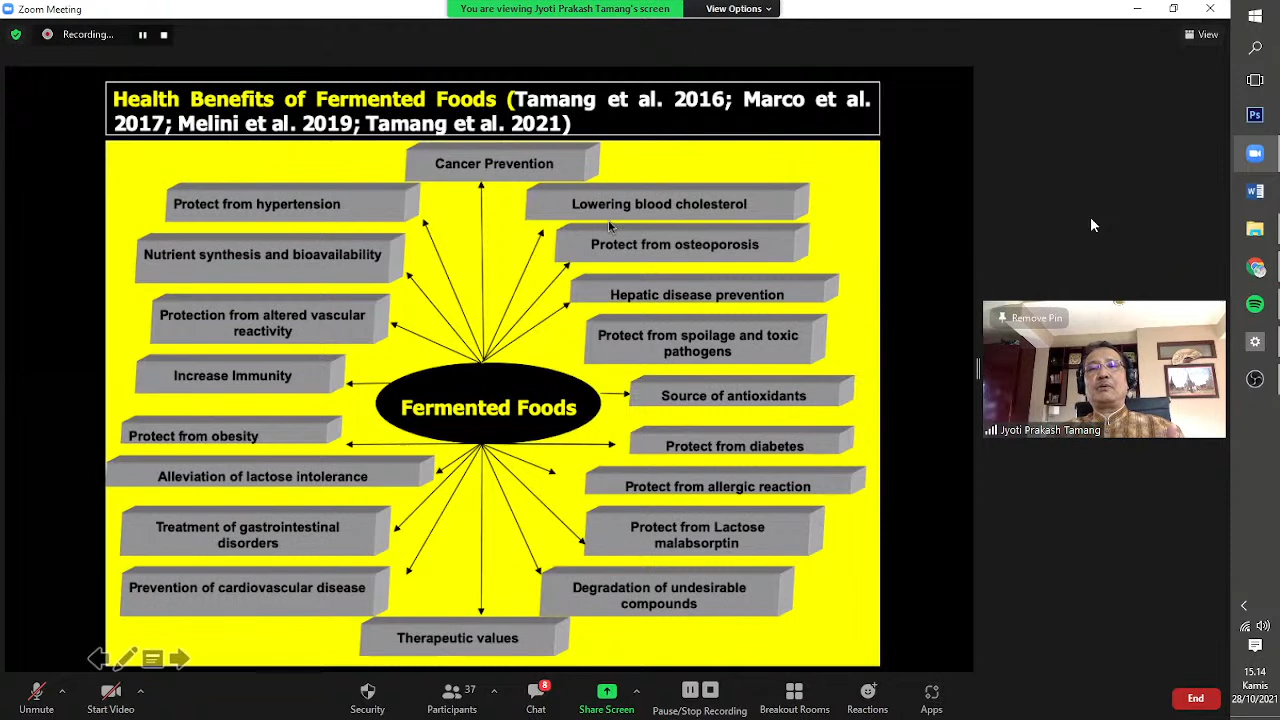 Zoom Meeting
You are viewing Jyoti Prakash Tamang's screen
View Options
Recording...
View
Health Benefits of Fermented Foods (Tamang et al. 2016; Marco et al.
2017; Melini et al. 2019; Tamang et al. 2021)
Cancer Prevention
Protect from hypertension
Lowering blood cholesterol
Nutrient synthesis and bioavailability
Protect from osteoporosis
Hepatic disease prevention
Protection from altered vascular
reactivity
Protect from spoilage and toxic
pathogens
Increase Immunity
Source of antioxidants
Fermented Foods
Protect from obesity
Protect from diabetes
Alleviation of lactose intolerance
Protect from allergic reaction
Treatment of gastrointestinal
disorders
Protect from Lactose
malabsorptin
Prevention of cardiovascular disease
Degradation of undesirable
compounds
Therapeutic values
Remove Pin
Jyoti Prakash Tamang
Ps
W
Unmute
Start Video
Security
37
Participants
8
Chat
Share Screen
Pause/Stop Recording
Breakout Rooms
Reactions
Apps
End
15.14
Kamis